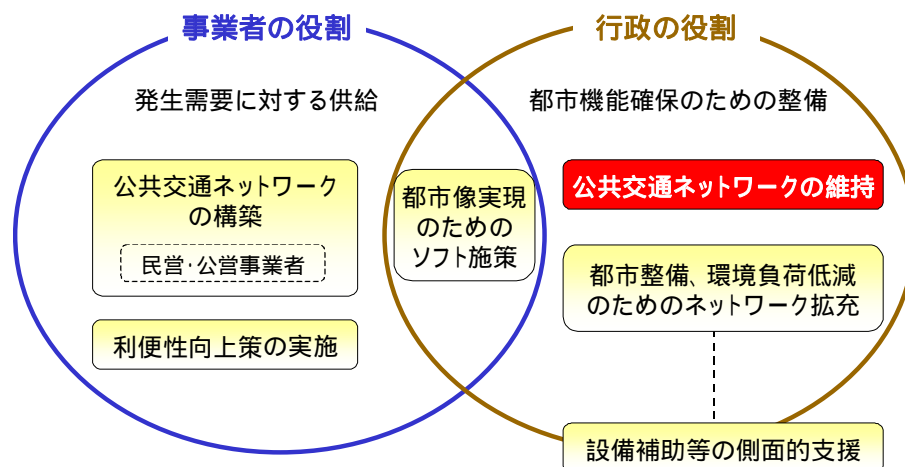 事業者の役割
行政の役割
発生需要に対する供給
都市機能確保のための整備
公共交通ネットワーク
の構築
民営・公営事業者
利便性向上策の実施
都市像実現
のための
ソフト施策
公共交通ネットワークの維持
都市整備、環境負荷低減
のためのネットワーク拡充
設備補助等の側面的支援